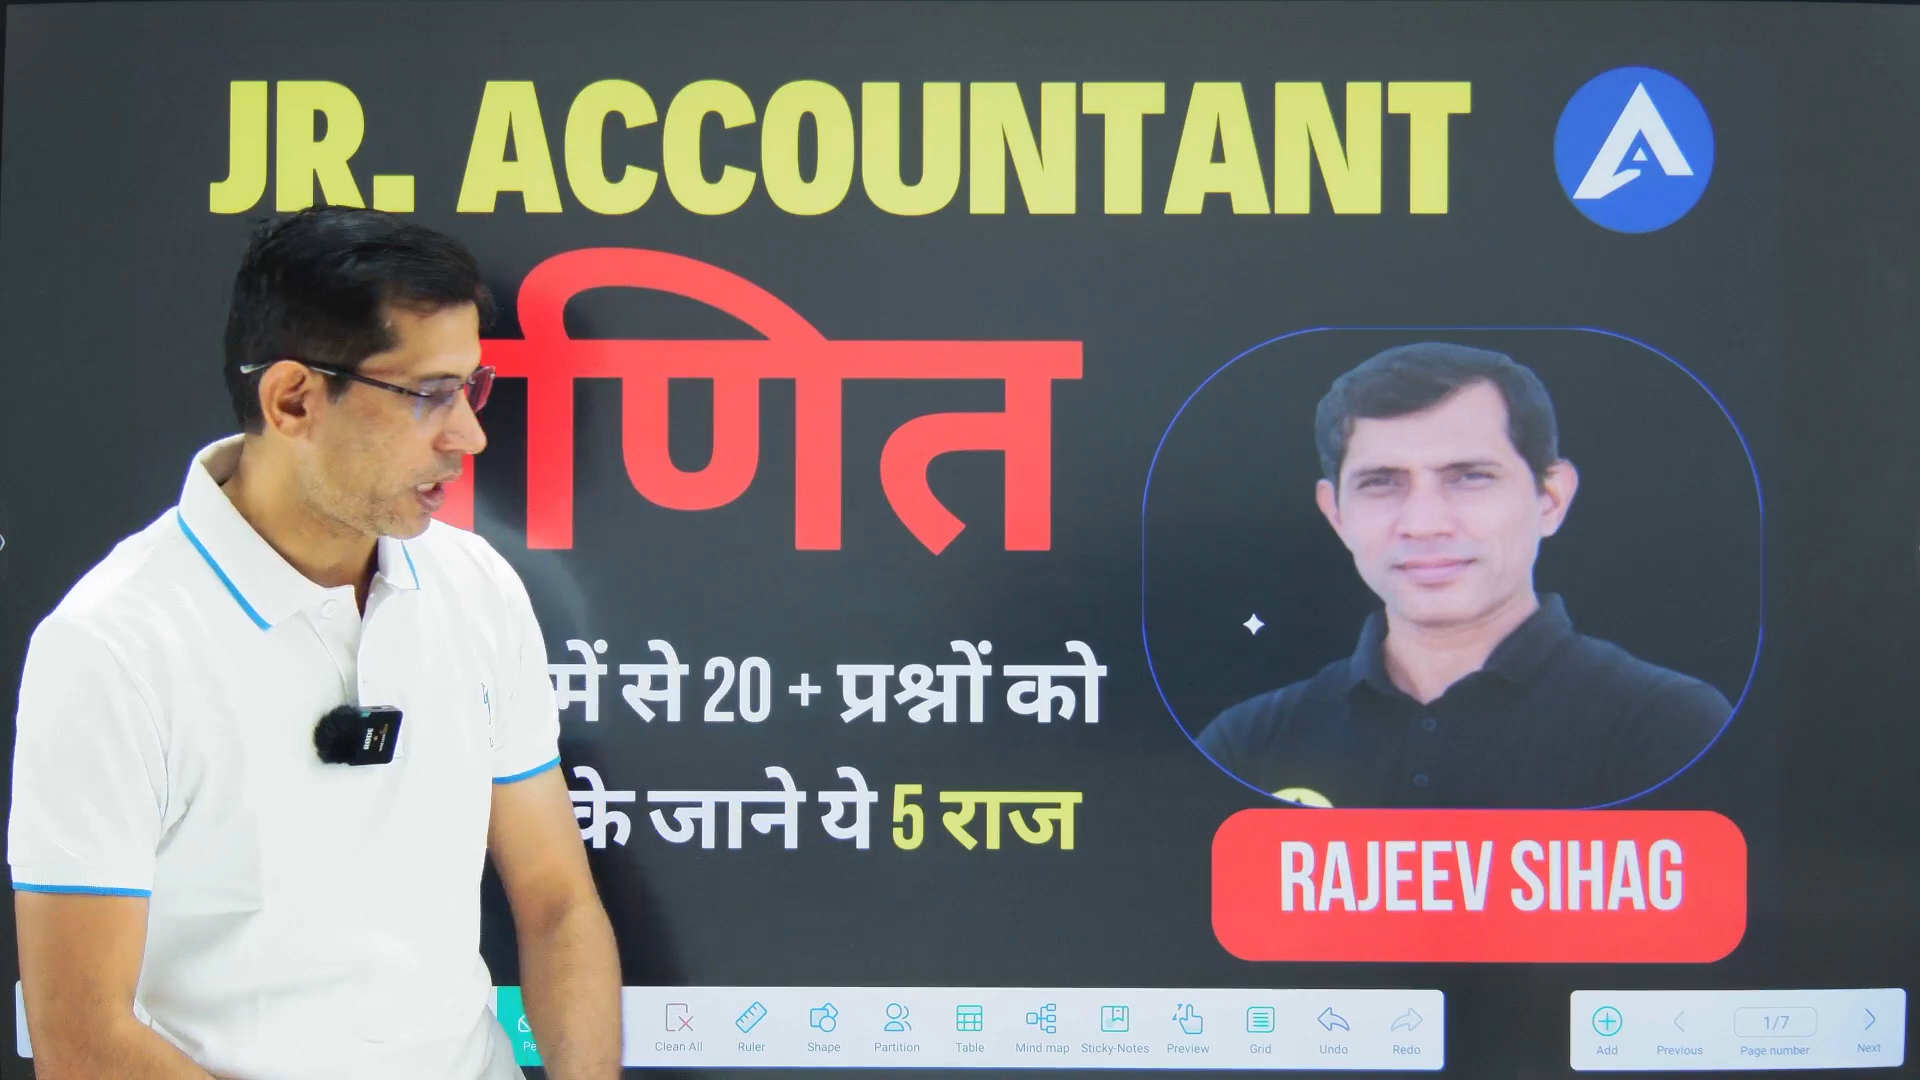 JR. ACCOUNTANT
में से 20 + प्रश्नों को
के जाने ये 5 राज
RAJEEV SIHAG
RØDE
Clean All
Ruler
Shape
Partition
Table
Mind map
Sticky-Notes
Preview
Grid
Undo
Redo
Add
Previous
1/7
Page number
Next